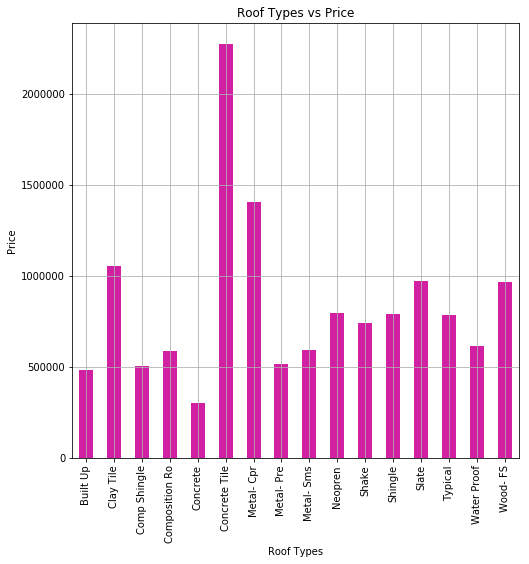 Roof Types vs Price
Price
2000000
1500000
1000000
500000
0
Built Up
Clay Tile
Comp Shingle
Composition Ro
Concrete
Concrete Tile
Metal- Cpr
Metal- Pre
Metal- Sms
Neopren
Shake
Shingle
Slate
Typical
Water Proof
Wood- FS
Roof Types